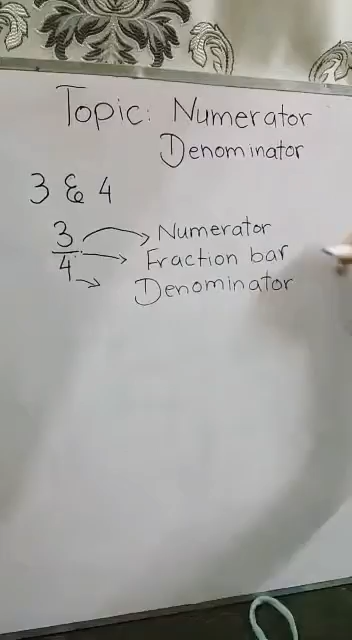 Topic: Numerator
Denominator
3 & 4
3 Numerator
Fraction bar
4 Denominator